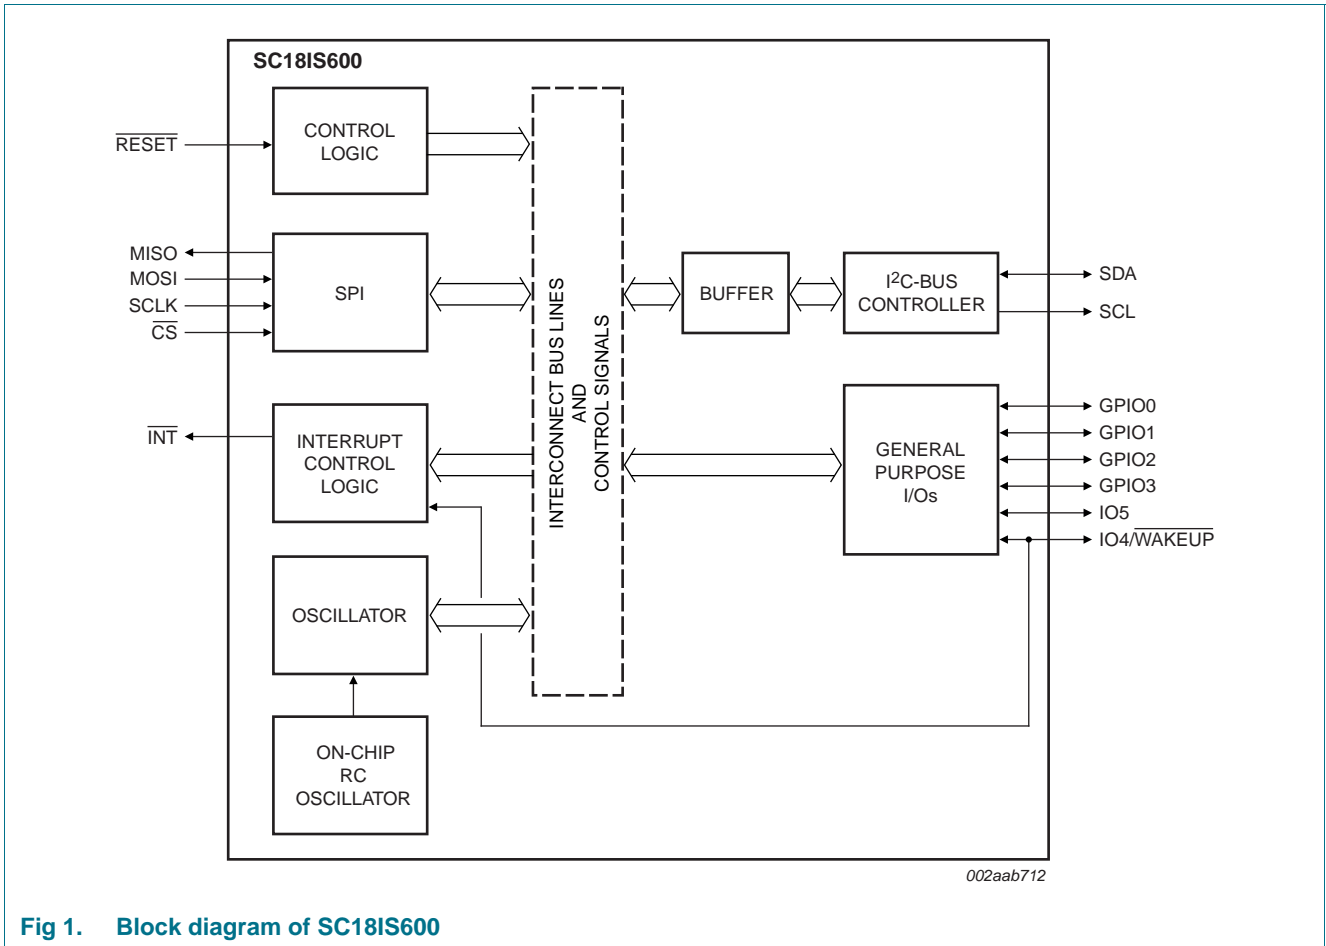 SC18IS600
CONTROL
LOGIC
RESET
MISO
MOSI
SCLK
CS
SPI
INT
INTERRUPT
CONTROL
LOGIC
OSCILLATOR
ON-CHIP
RC
OSCILLATOR
INTERCONNECT BUS LINES
AND
CONTROL SIGNALS
BUFFER
I2C-BUS
CONTROLLER
SDA
SCL
GENERAL
PURPOSE
I/Os
GPIO0
GPIO1
GPIO2
GPIO3
IO5
IO4/WAKEUP
002aab712
Fig 1. Block diagram of SC18IS600